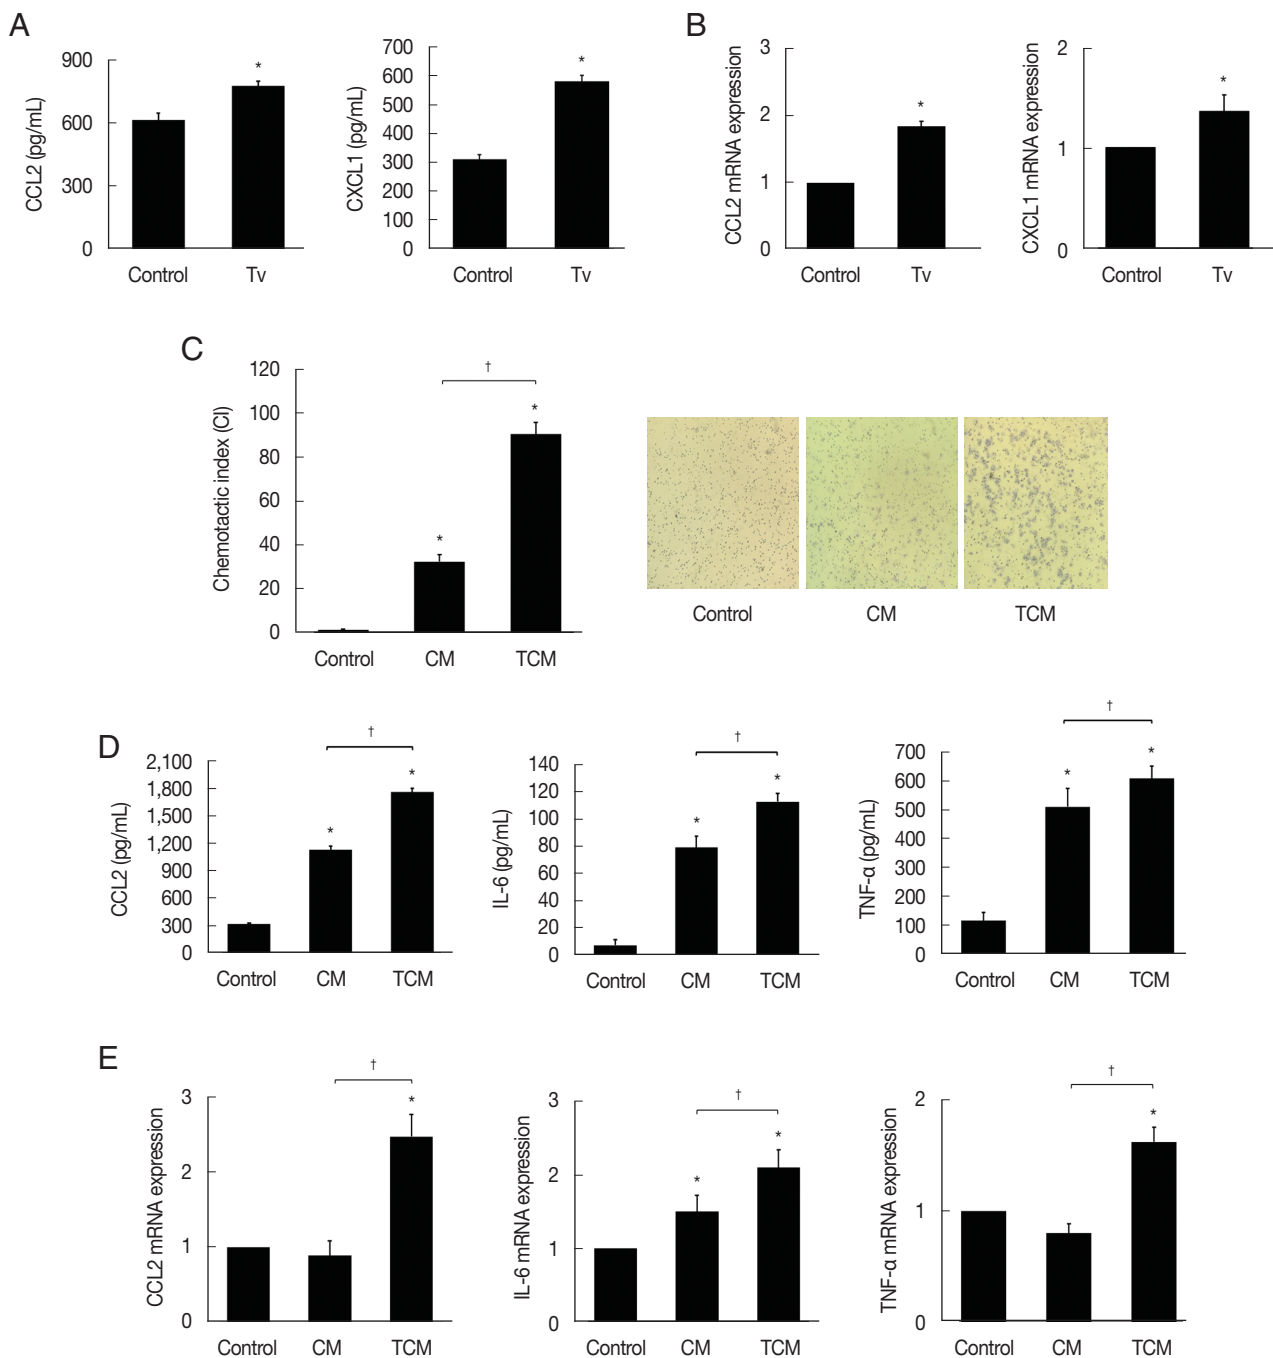 A
CCL2 (pg/mL)
900
600
300
0
*
Control
Tv
CXCL1 (pg/mL)
700
600
500
400
300
200
100
0
*
Control
Tv
B
CCL2 mRNA expression
3
2
1
0
*
Control
Tv
CXCL1 mRNA expression
2
1
0
*
Control
Tv
C
Chemotactic index (CI)
120
100
80
60
40
20
0
†
*
*
Control
CM
TCM
Control
CM
TCM
D
CCL2 (pg/mL)
2,100
1,800
1,500
1,200
900
600
300
0
†
*
*
Control
CM
TCM
IL-6 (pg/mL)
140
120
100
80
60
40
20
0
†
*
*
Control
CM
TCM
TNF-α (pg/mL)
700
600
500
400
300
200
100
0
†
*
*
Control
CM
TCM
E
CCL2 mRNA expression
3
2
1
0
†
*
Control
CM
TCM
IL-6 mRNA expression
3
2
1
0
†
*
*
Control
CM
TCM
TNF-α mRNA expression
2
1
0
†
*
Control
CM
TCM